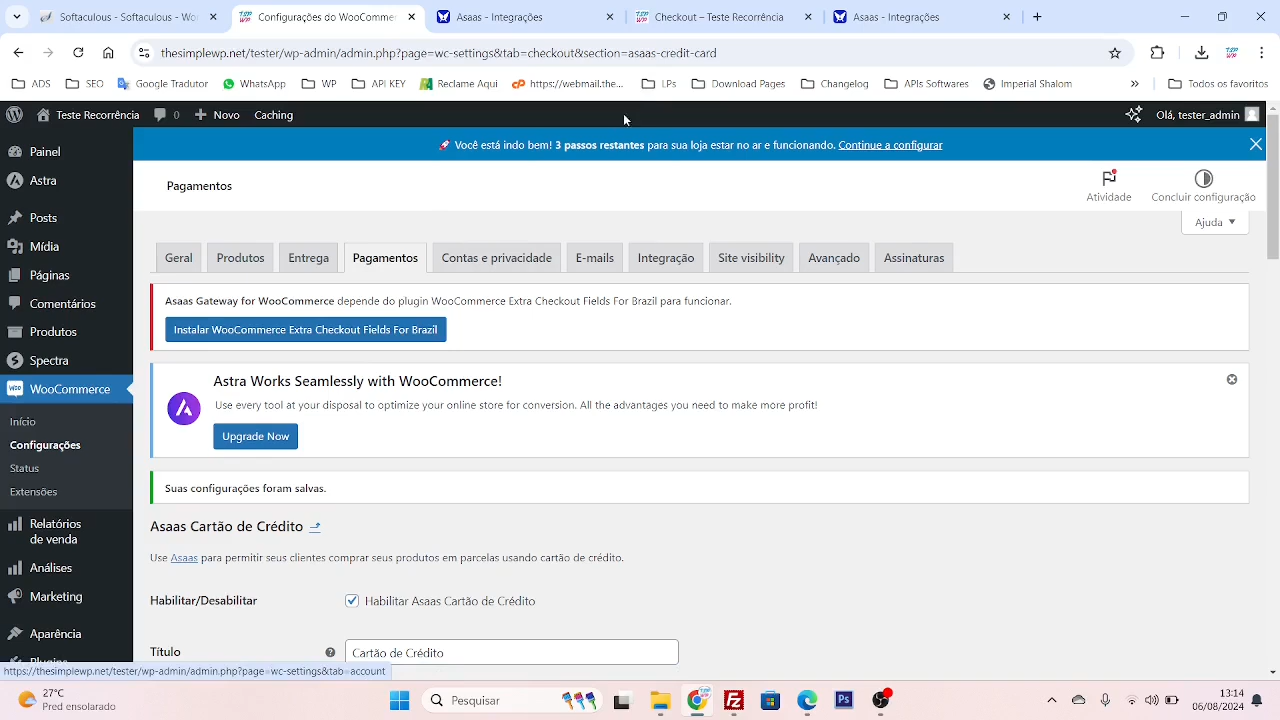 Softaculous - Softaculous - Wo
Configurações do WooCommerce
Asaas - Integrações
Checkout – Teste Recorrência
Asaas - Integrações
thesimplewp.net/tester/wp-admin/admin.php?page=wc-settings&tab=checkout&section=asaas-credit-card
ADS
SEO
Google Tradutor
WhatsApp
WP
API KEY
Reclame Aqui
https://webmail.the...
LPs
Download Pages
Changelog
APIs Softwares
Imperial Shalom
»
Todos os favoritos
Teste Recorrência
0
Novo
Caching
Olá, tester_admin
🚀 Você está indo bem! 3 passos restantes para sua loja estar no ar e funcionando. Continue a configurar
Painel
Astra
Posts
Mídia
Páginas
Comentários
Produtos
Spectra
WooCommerce
Início
Configurações
Status
Extensões
Relatórios
de venda
Análises
Marketing
Aparência
Plugins
Pagamentos
Atividade
Concluir configuração
Ajuda
Geral
Produtos
Entrega
Pagamentos
Contas e privacidade
E-mails
Integração
Site visibility
Avançado
Assinaturas
Asaas Gateway for WooCommerce depende do plugin WooCommerce Extra Checkout Fields For Brazil para funcionar.
Instalar WooCommerce Extra Checkout Fields For Brazil
Astra Works Seamlessly with WooCommerce!
Use every tool at your disposal to optimize your online store for conversion. All the advantages you need to make more profit!
Upgrade Now
Suas configurações foram salvas.
Asaas Cartão de Crédito
Use Asaas para permitir seus clientes comprar seus produtos em parcelas usando cartão de crédito.
Habilitar/Desabilitar
Habilitar Asaas Cartão de Crédito
Título
Cartão de Crédito
https://thesimplewp.net/tester/wp-admin/admin.php?page=wc-settings&tab=account
27°C
Pred ensolarado
Pesquisar
Ps
13:14
06/08/2024